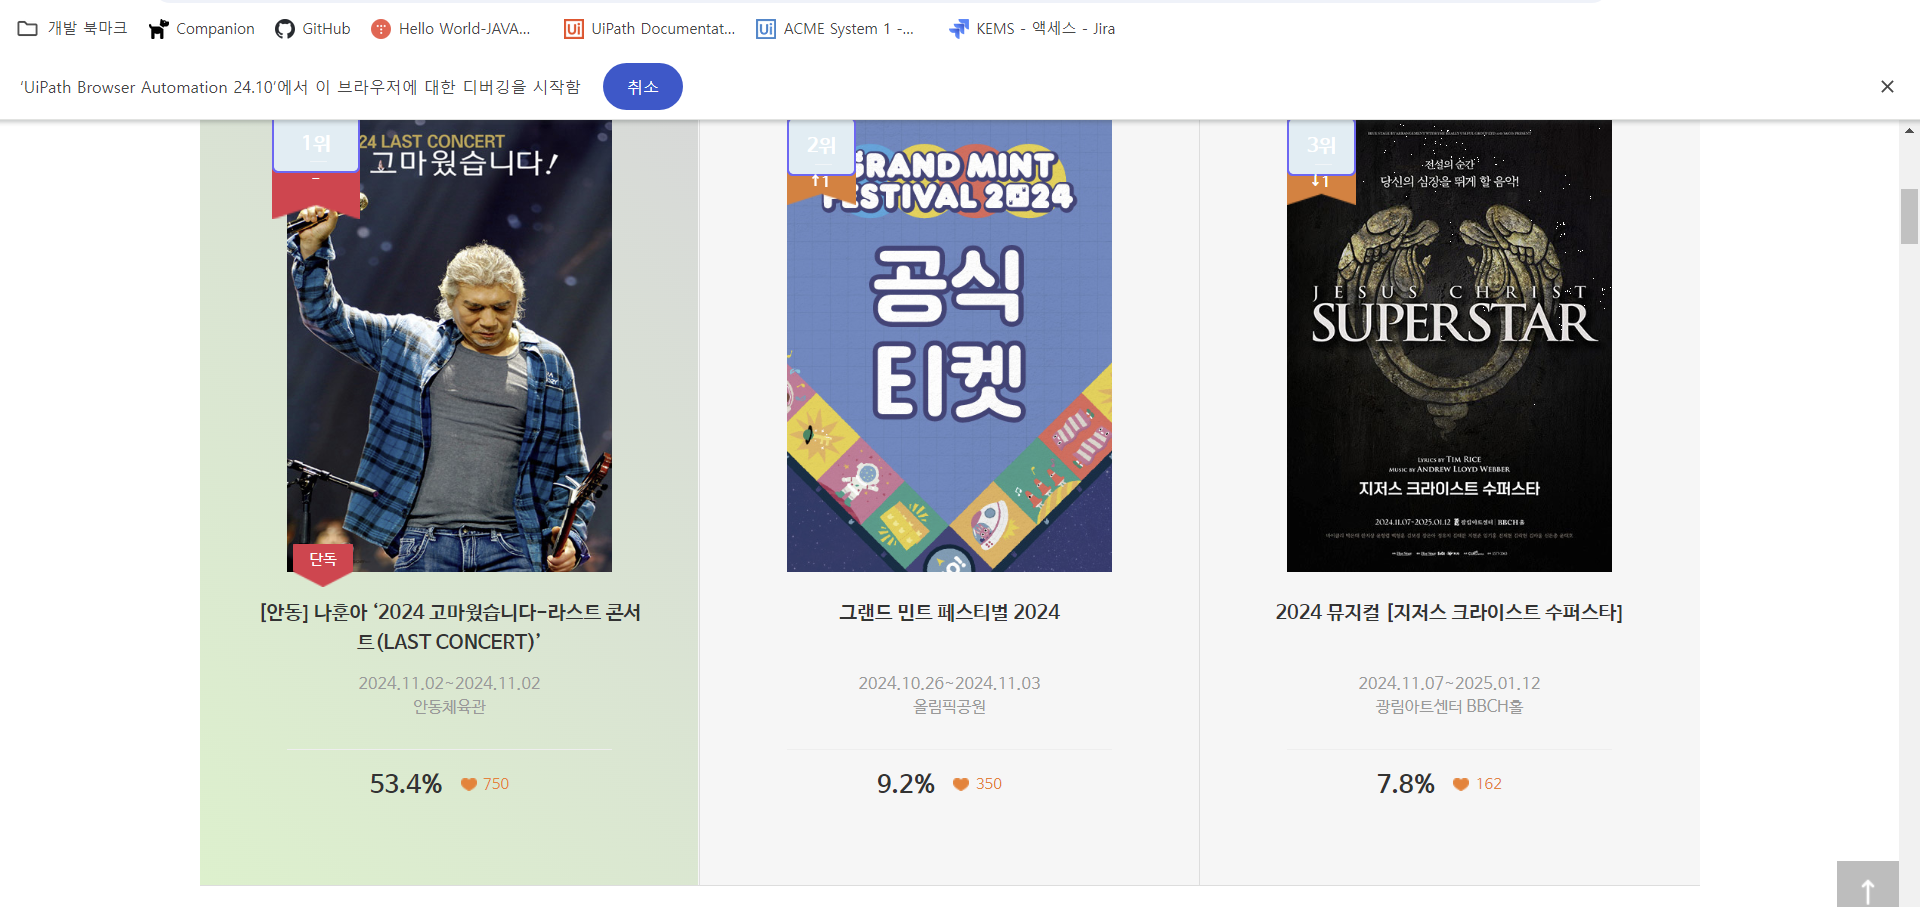 개발 북마크 Companion GitHub Hello World-JAVA... UiPath Documentat... ACME System 1 -... KEMS - 액세스 - Jira
‘UiPath Browser Automation 24.10’에서 이 브라우저에 대한 디버깅을 시작함 취소
1위
–
24 LAST CONCERT
고마웠습니다!
단독
[안동] 나훈아 ‘2024 고마웠습니다-라스트 콘서
트(LAST CONCERT)’
2024.11.02~2024.11.02
안동체육관
53.4% 750
2위
↑1
GRAND MINT
FESTIVAL 2024
공식
티켓
그랜드 민트 페스티벌 2024
2024.10.26~2024.11.03
올림픽공원
9.2% 350
3위
↓1
전설의 순간
당신의 심장을 뛰게 할 음악!
JESUS CHRIST
SUPERSTAR
LYRICS BY TIM RICE
MUSIC BY ANDREW LLOYD WEBBER
지저스 크라이스트 수퍼스타
2024.11.07~2025.01.12 광림아트센터 BBCH홀
2024 뮤지컬 [지저스 크라이스트 수퍼스타]
2024.11.07~2025.01.12
광림아트센터 BBCH홀
7.8% 162